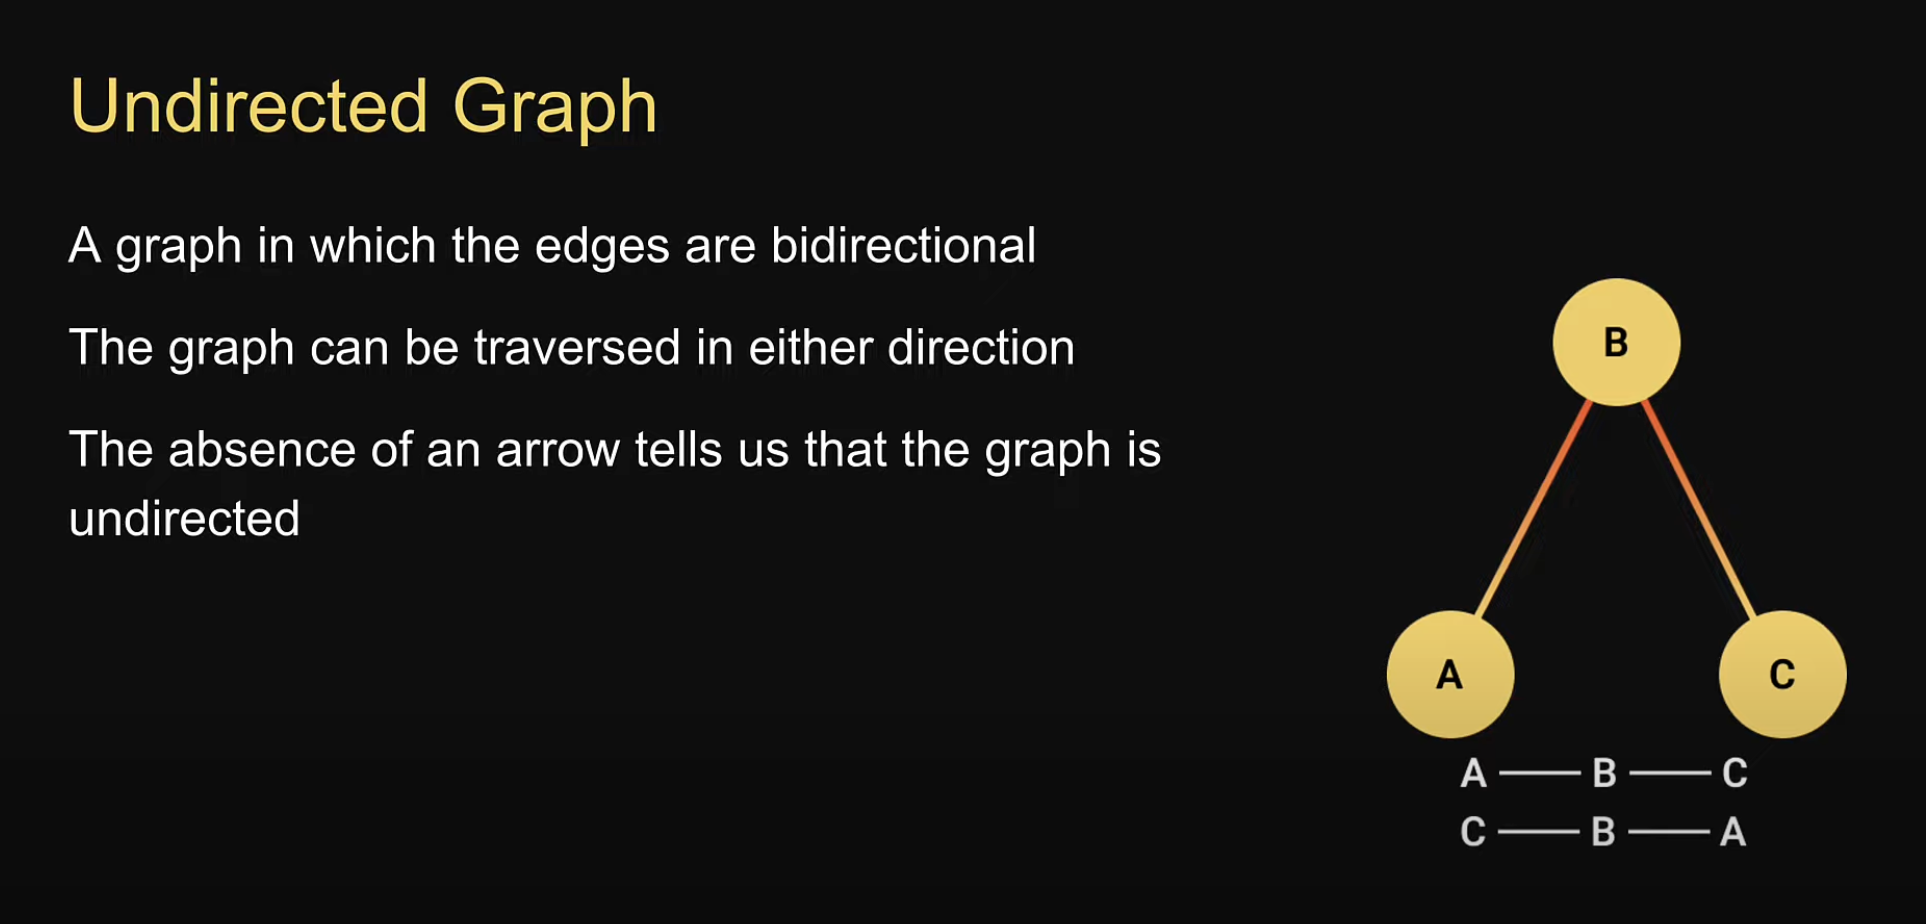 Undirected Graph
A graph in which the edges are bidirectional
The graph can be traversed in either direction
The absence of an arrow tells us that the graph is
undirected
B
A C
A — B — C
C — B — A